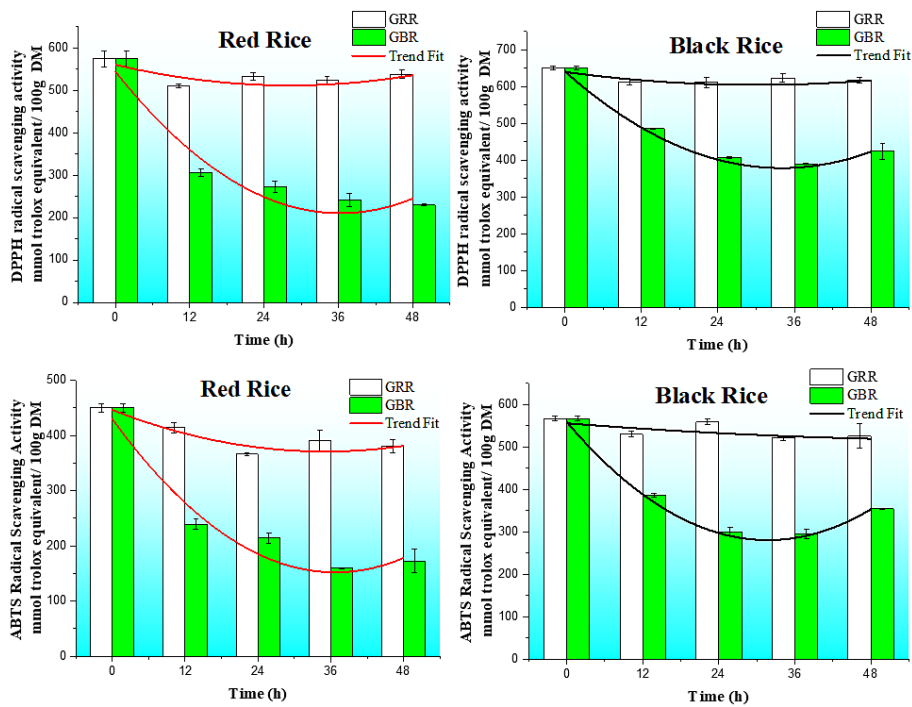 Red Rice
GRR
GBR
Trend Fit
DPPH radical scavenging activity
mmol trolox equivalent/ 100g DM
600
500
400
300
200
100
0
0 12 24 36 48
Time (h)
Black Rice
GRR
GBR
Trend Fit
DPPH radical scavenging activity
mmol trolox equivalent/ 100g DM
700
600
500
400
300
200
100
0
0 12 24 36 48
Time (h)
Red Rice
GRR
GBR
Trend Fit
ABTS Radical Scavenging Activity
mmol trolox equivalent/ 100g DM
500
400
300
200
100
0
0 12 24 36 48
Time (h)
Black Rice
GRR
GBR
Trend Fit
ABTS Radical Scavenging Activity
mmol trolox equivalent/ 100g DM
600
500
400
300
200
100
0
0 12 24 36 48
Time (h)